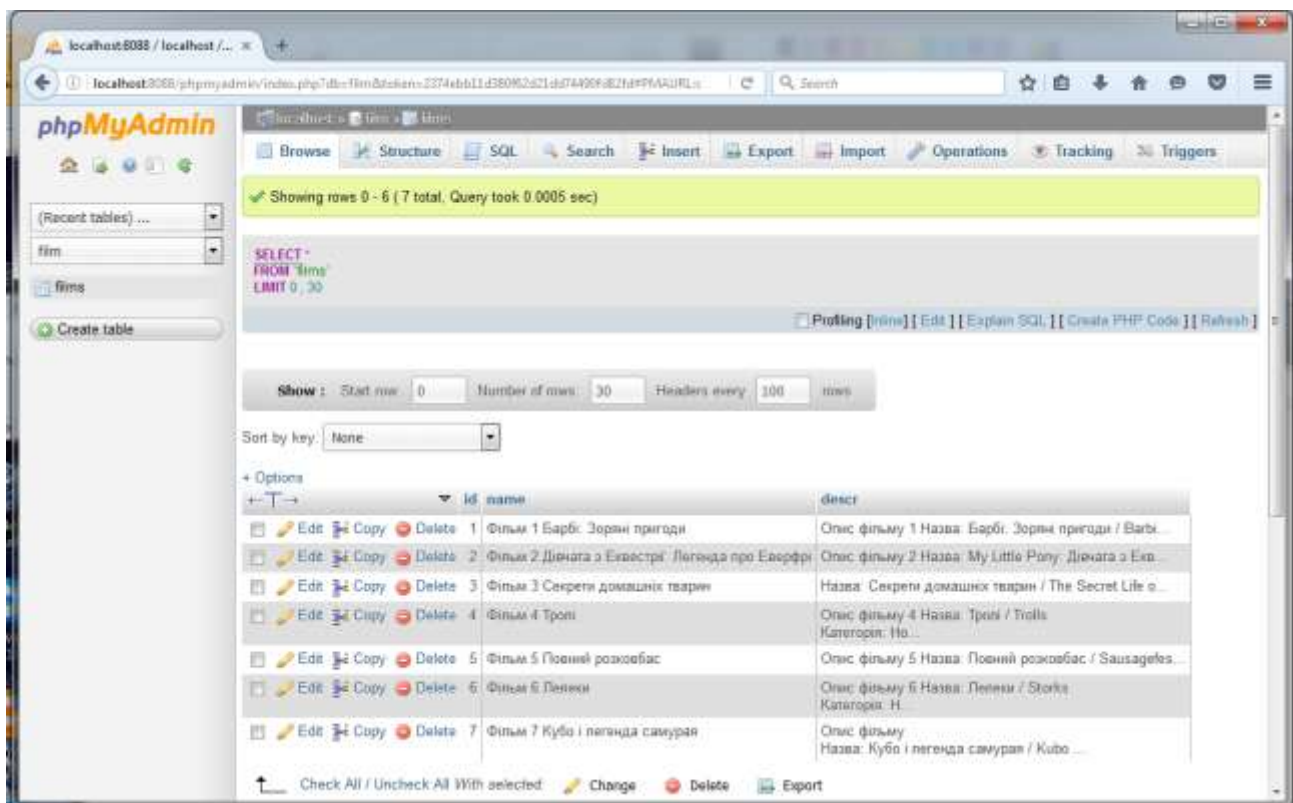 localhost:8088 / localhost /...
Search
phpMyAdmin
localhost » film » films
Browse Structure SQL Search Insert Export Import Operations Tracking Triggers
Showing rows 0 - 6 ( 7 total, Query took 0.0005 sec)
(Recent tables) ...
film
films
Create table
SELECT *
FROM `films`
LIMIT 0 , 30
Profiling [Inline] [ Edit ] [ Explain SQL ] [ Create PHP Code ] [ Refresh ]
Show : Start row: 0 Number of rows: 30 Headers every 100 rows
Sort by key: None
+ Options
←T→ id name descr
Edit Copy Delete 1 Фільм 1 Барбі: Зоряні пригоди Опис фільму 1 Назва: Барбі: Зоряні пригоди / Barbi...
Edit Copy Delete 2 Фільм 2 Дівчата з Еквестрії: Легенда про Еверфрі Опис фільму 2 Назва: My Little Pony: Дівчата з Екв...
Edit Copy Delete 3 Фільм 3 Секрети домашніх тварин Назва: Секрети домашніх тварин / The Secret Life o...
Edit Copy Delete 4 Фільм 4 Тролі Опис фільму 4 Назва: Тролі / Trolls
Категорія: Но...
Edit Copy Delete 5 Фільм 5 Повний розковбас Опис фільму 5 Назва: Повний розковбас / Sausagefes...
Edit Copy Delete 6 Фільм 6 Лелеки Опис фільму 6 Назва: Лелеки / Storks
Категорія: Н...
Edit Copy Delete 7 Фільм 7 Кубо і легенда самурая Опис фільму
Назва: Кубо і легенда самурая / Kubo ...
Check All / Uncheck All With selected: Change Delete Export